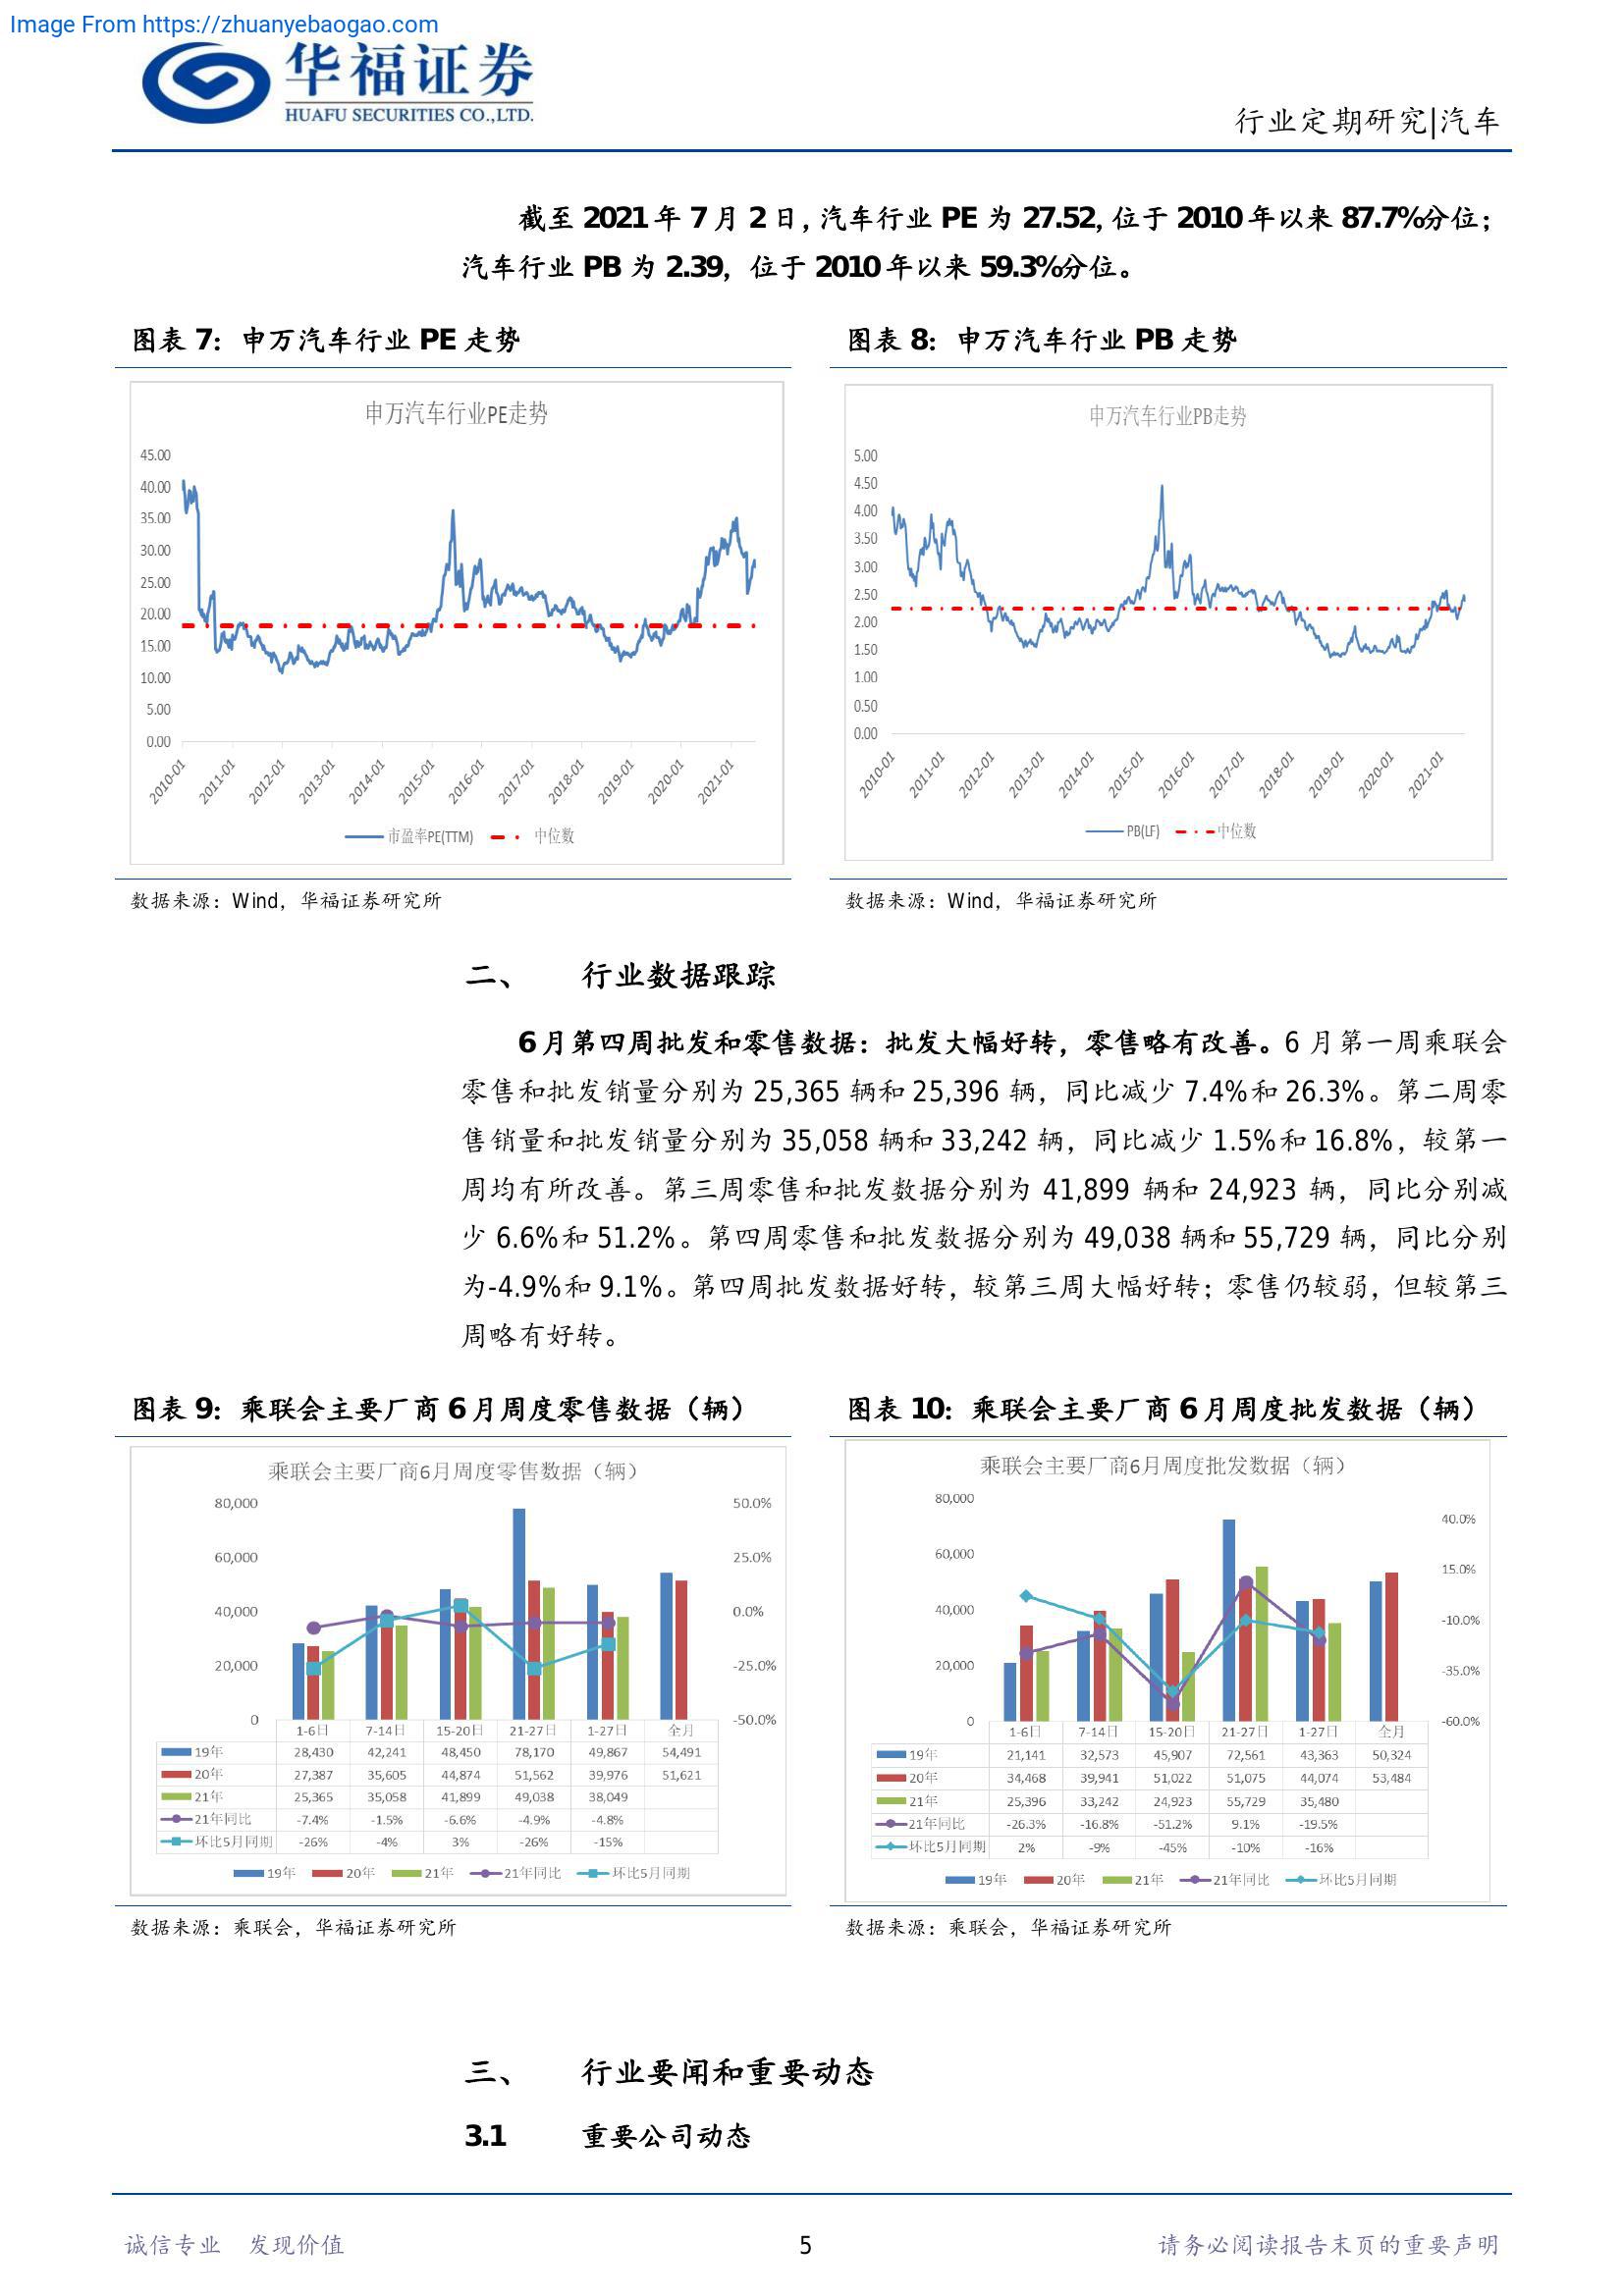 Image From https://zhuanyebaogao.com
华福证券
HUAFU SECURITIES CO.,LTD.
行业定期研究|汽车
截至 2021 年 7 月 2 日,汽车行业 PE 为 27.52, 位于 2010 年以来 87.7%分位;
汽车行业 PB 为 2.39, 位于 2010 年以来 59.3%分位。
图表 7: 申万汽车行业 PE 走势
申万汽车行业PE走势
45.00
40.00
35.00
30.00
25.00
20.00
15.00
10.00
5.00
0.00
2010-01 2011-01 2012-01 2013-01 2014-01 2015-01 2016-01 2017-01 2018-01 2019-01 2020-01 2021-01
市盈率PE(TTM) 中位数
数据来源: Wind, 华福证券研究所
图表 8: 申万汽车行业 PB 走势
申万汽车行业PB走势
5.00
4.50
4.00
3.50
3.00
2.50
2.00
1.50
1.00
0.50
0.00
2010-01 2011-01 2012-01 2013-01 2014-01 2015-01 2016-01 2017-01 2018-01 2019-01 2020-01 2021-01
PB(LF) 中位数
数据来源: Wind, 华福证券研究所
二、 行业数据跟踪
6 月第四周批发和零售数据: 批发大幅好转, 零售略有改善。6 月第一周乘联会
零售和批发销量分别为 25,365 辆和 25,396 辆, 同比减少 7.4%和 26.3%。第二周零
售销量和批发销量分别为 35,058 辆和 33,242 辆, 同比减少 1.5%和 16.8%, 较第一
周均有所改善。第三周零售和批发数据分别为 41,899 辆和 24,923 辆, 同比分别减
少 6.6%和 51.2%。第四周零售和批发数据分别为 49,038 辆和 55,729 辆, 同比分别
为-4.9%和 9.1%。第四周批发数据好转, 较第三周大幅好转; 零售仍较弱, 但较第三
周略有好转。
图表 9: 乘联会主要厂商 6 月周度零售数据（辆）
乘联会主要厂商6月周度零售数据（辆）
80,000 50.0%
60,000 25.0%
40,000 0.0%
20,000 -25.0%
0 -50.0%
1-6日 7-14日 15-20日 21-27日 1-27日 全月
19年 28,430 42,241 48,450 78,170 49,867 54,491
20年 27,387 35,605 44,874 51,562 39,976 51,621
21年 25,365 35,058 41,899 49,038 38,049
21年同比 -7.4% -1.5% -6.6% -4.9% -4.8%
环比5月同期 -26% -4% 3% -26% -15%
19年 20年 21年 21年同比 环比5月同期
数据来源: 乘联会, 华福证券研究所
图表 10: 乘联会主要厂商 6 月周度批发数据（辆）
乘联会主要厂商6月周度批发数据（辆）
80,000
60,000
40,000
20,000
0
40.0%
15.0%
-10.0%
-35.0%
-60.0%
1-6日 7-14日 15-20日 21-27日 1-27日 全月
19年 21,141 32,573 45,907 72,561 43,363 50,324
20年 34,468 39,941 51,022 51,075 44,074 53,484
21年 25,396 33,242 24,923 55,729 35,480
21年同比 -26.3% -16.8% -51.2% 9.1% -19.5%
环比5月同期 2% -9% -45% -10% -16%
19年 20年 21年 21年同比 环比5月同期
数据来源: 乘联会, 华福证券研究所
三、 行业要闻和重要动态
3.1 重要公司动态
诚信专业 发现价值
5
请务必阅读报告末页的重要声明